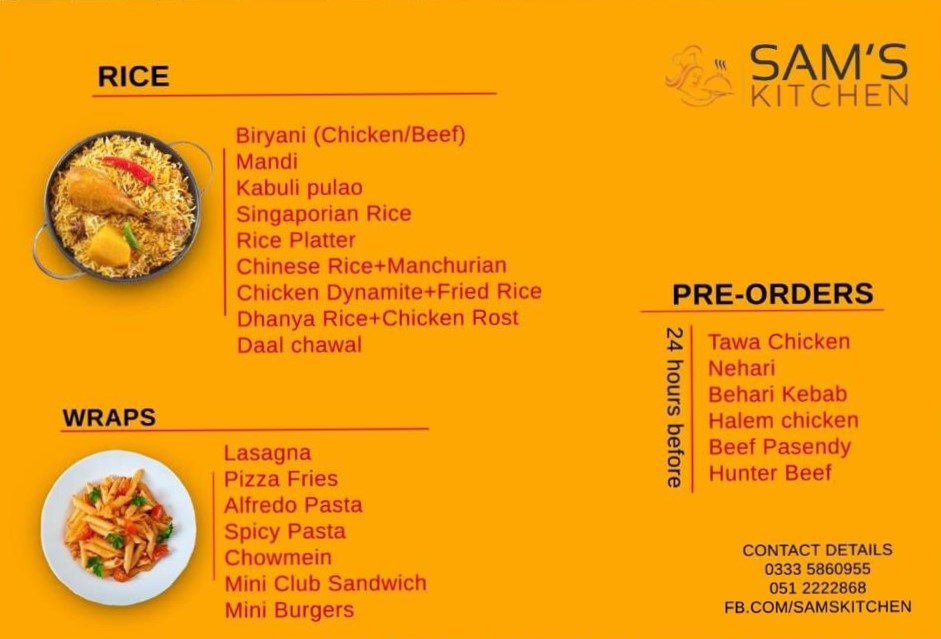 SAM'S
KITCHEN
RICE
Biryani (Chicken/Beef)
Mandi
Kabuli pulao
Singaporian Rice
Rice Platter
Chinese Rice+Manchurian
Chicken Dynamite+Fried Rice
Dhanya Rice+Chicken Rost
Daal chawal
WRAPS
Lasagna
Pizza Fries
Alfredo Pasta
Spicy Pasta
Chowmein
Mini Club Sandwich
Mini Burgers
PRE-ORDERS
24 hours before
Tawa Chicken
Nehari
Behari Kebab
Halem chicken
Beef Pasendy
Hunter Beef
CONTACT DETAILS
0333 5860955
051 2222868
FB.COM/SAMSKITCHEN